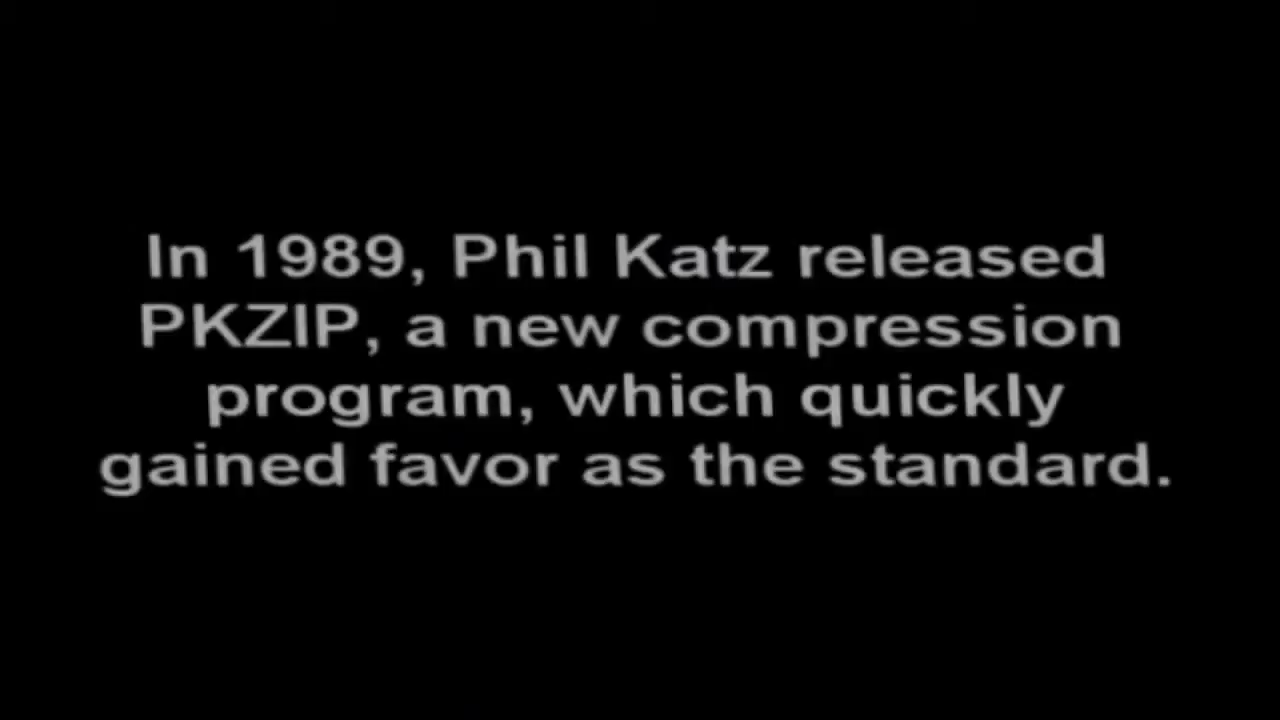 In 1989, Phil Katz released
PKZIP, a new compression
program, which quickly
gained favor as the standard.